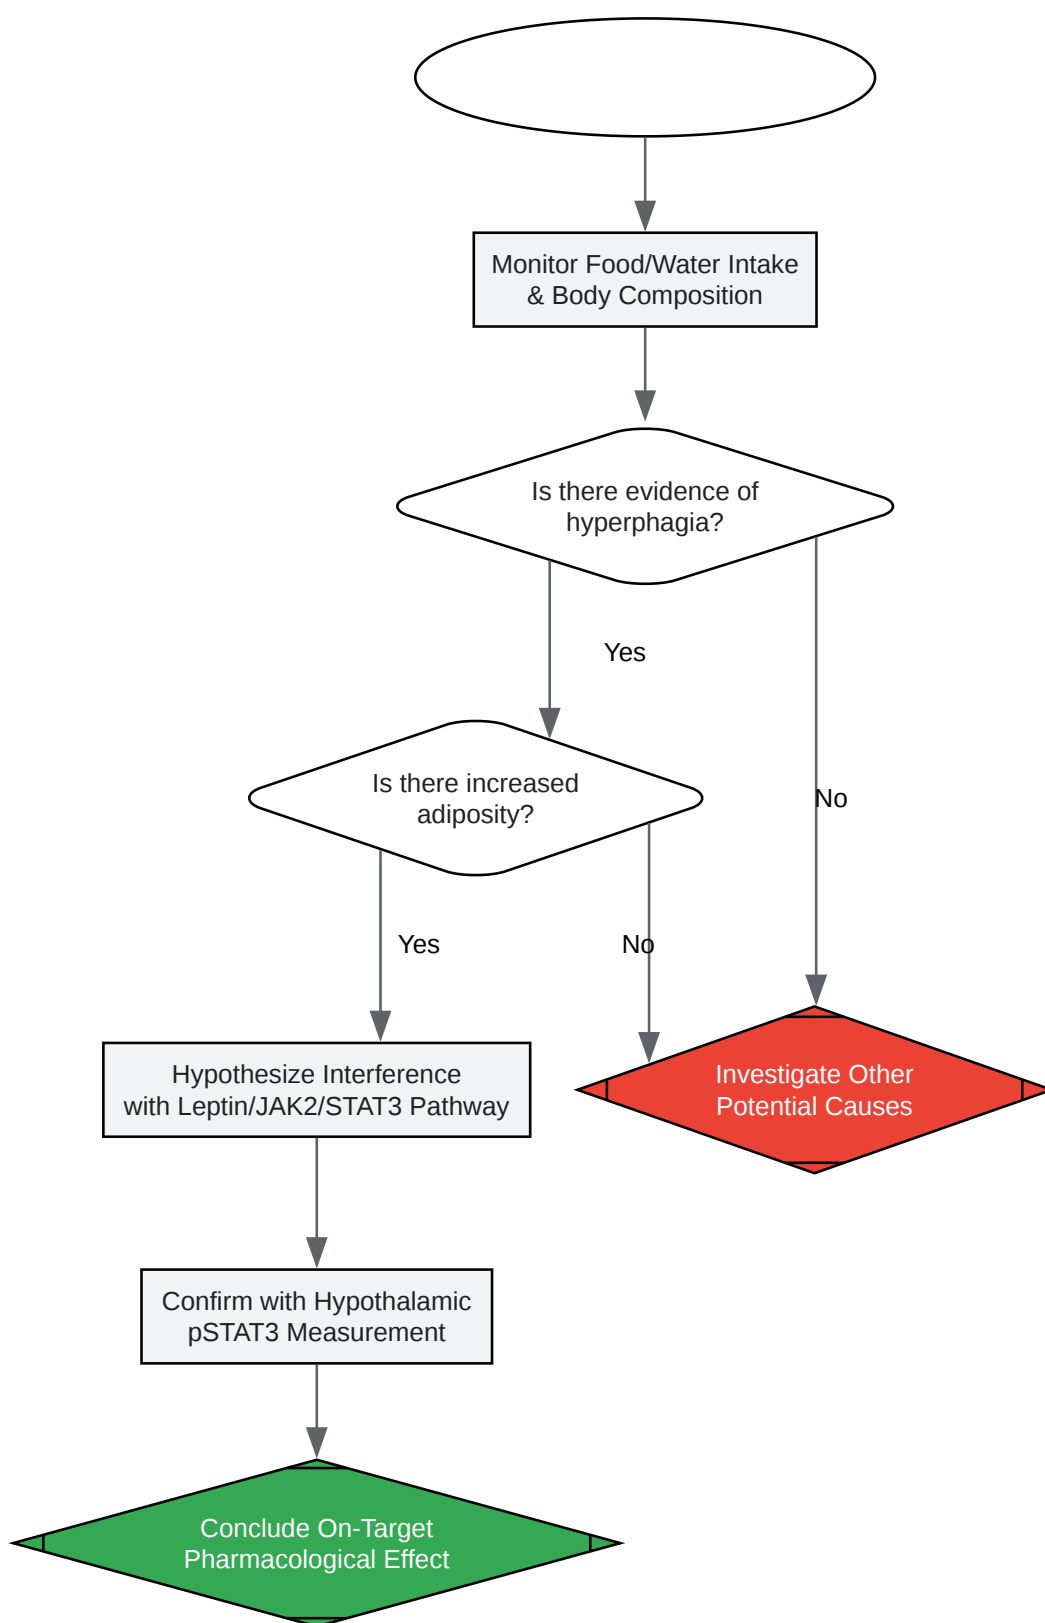 Monitor Food/Water Intake
& Body Composition
Is there evidence of
hyperphagia?
Yes
Is there increased
adiposity?
No
Yes
No
Hypothesize Interference
with Leptin/JAK2/STAT3 Pathway
Investigate Other
Potential Causes
Confirm with Hypothalamic
pSTAT3 Measurement
Conclude On-Target
Pharmacological Effect